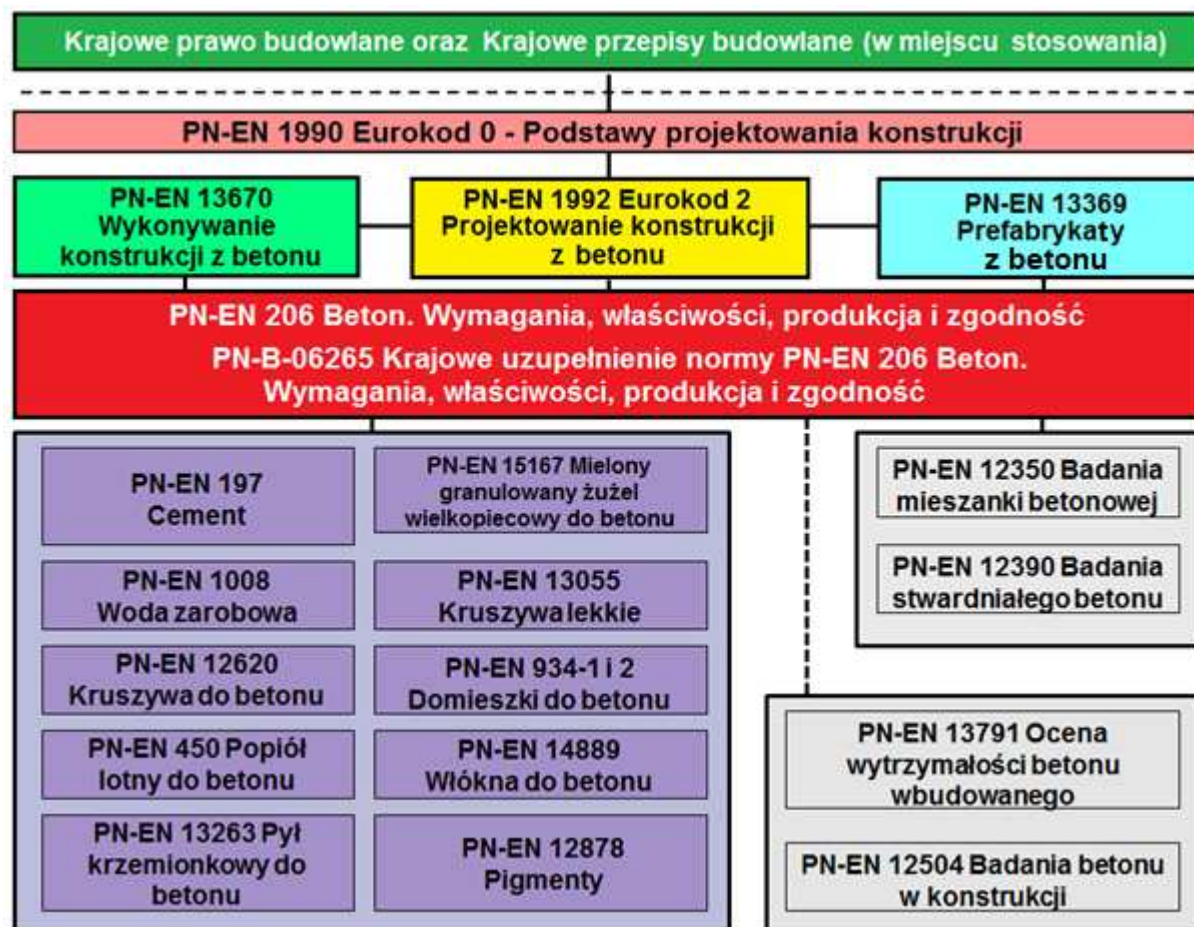 Krajowe prawo budowlane oraz Krajowe przepisy budowlane (w miejscu stosowania)
PN-EN 1990 Eurokod 0 - Podstawy projektowania konstrukcji
PN-EN 13670
Wykonywanie
konstrukcji z betonu
PN-EN 1992 Eurokod 2
Projektowanie konstrukcji
z betonu
PN-EN 13369
Prefabrykaty
z betonu
PN-EN 206 Beton. Wymagania, właściwości, produkcja i zgodność
PN-B-06265 Krajowe uzupełnienie normy PN-EN 206 Beton.
Wymagania, właściwości, produkcja i zgodność
PN-EN 197
Cement
PN-EN 15167 Mielony
granulowany żużel
wielkopiecowy do betonu
PN-EN 1008
Woda zarobowa
PN-EN 13055
Kruszywa lekkie
PN-EN 12620
Kruszywa do betonu
PN-EN 934-1 i 2
Domieszki do betonu
PN-EN 450 Popiół
lotny do betonu
PN-EN 14889
Włókna do betonu
PN-EN 13263 Pył
krzemionkowy do
betonu
PN-EN 12878
Pigmenty
PN-EN 12350 Badania
mieszanki betonowej
PN-EN 12390 Badania
stwardniałego betonu
PN-EN 13791 Ocena
wytrzymałości betonu
wbudowanego
PN-EN 12504 Badania betonu
w konstrukcji